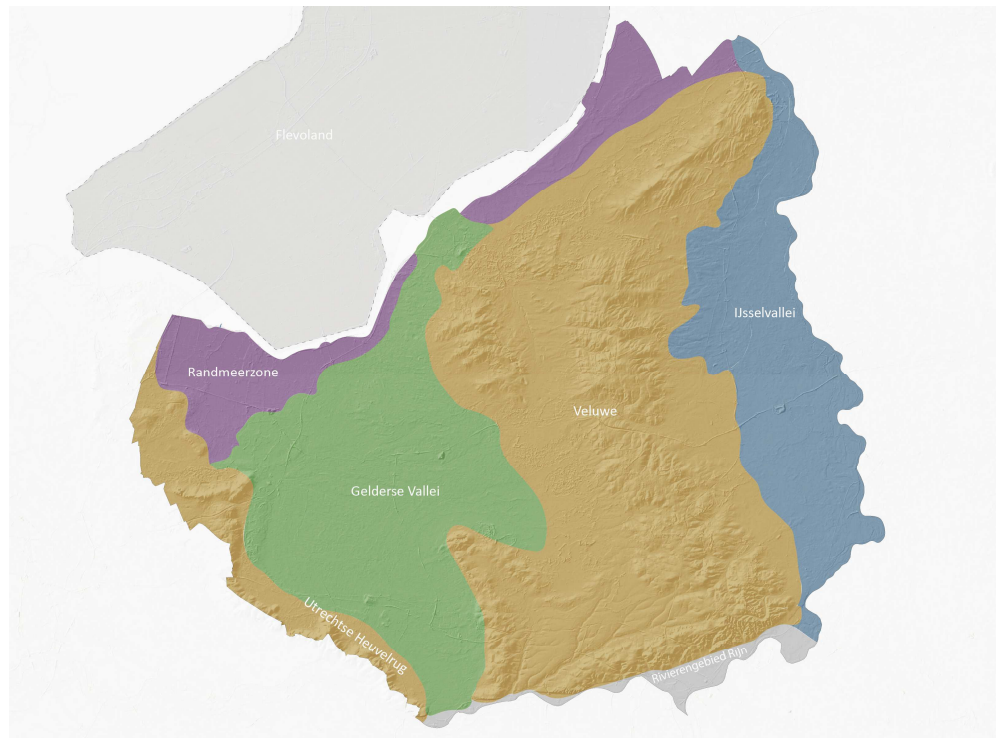 Flevoland
IJsselvallei
Randmeerzone
Veluwe
Gelderse Vallei
Utrechtse Heuvelrug
Rivierengebied Rijn